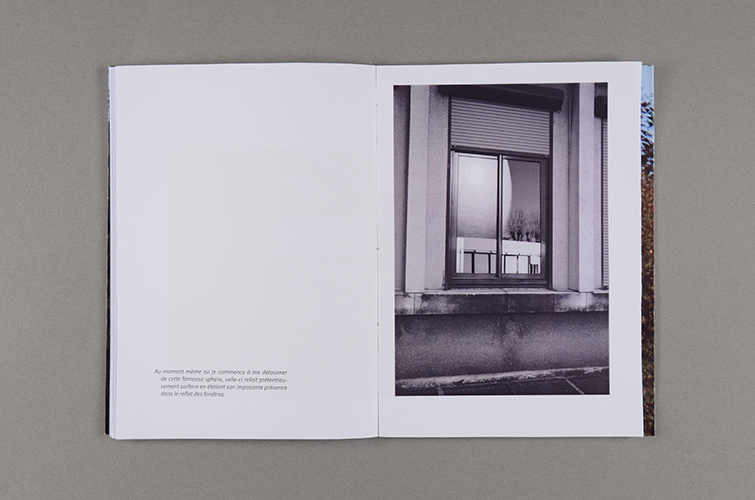 Au moment même où je commence à me détourner
de cette fameuse sphère, celle-ci refait prétentieu-
sement surface en étalant son imposante présence
dans le reflet des fenêtres.